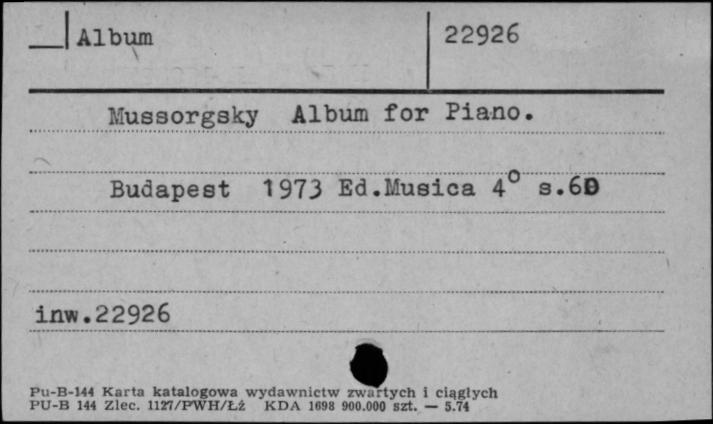 Album 22926
Mussorgsky Album for Piano.
Budapest 1973 Ed.Musica 4° s.60
inw.22926
Pu-B-144 Karta katalogowa wydawnictw zwartych i ciągłych
PU-B 144 Zlec. 1127/PWH/Łż KDA 1698 900.000 szt. — 5.74